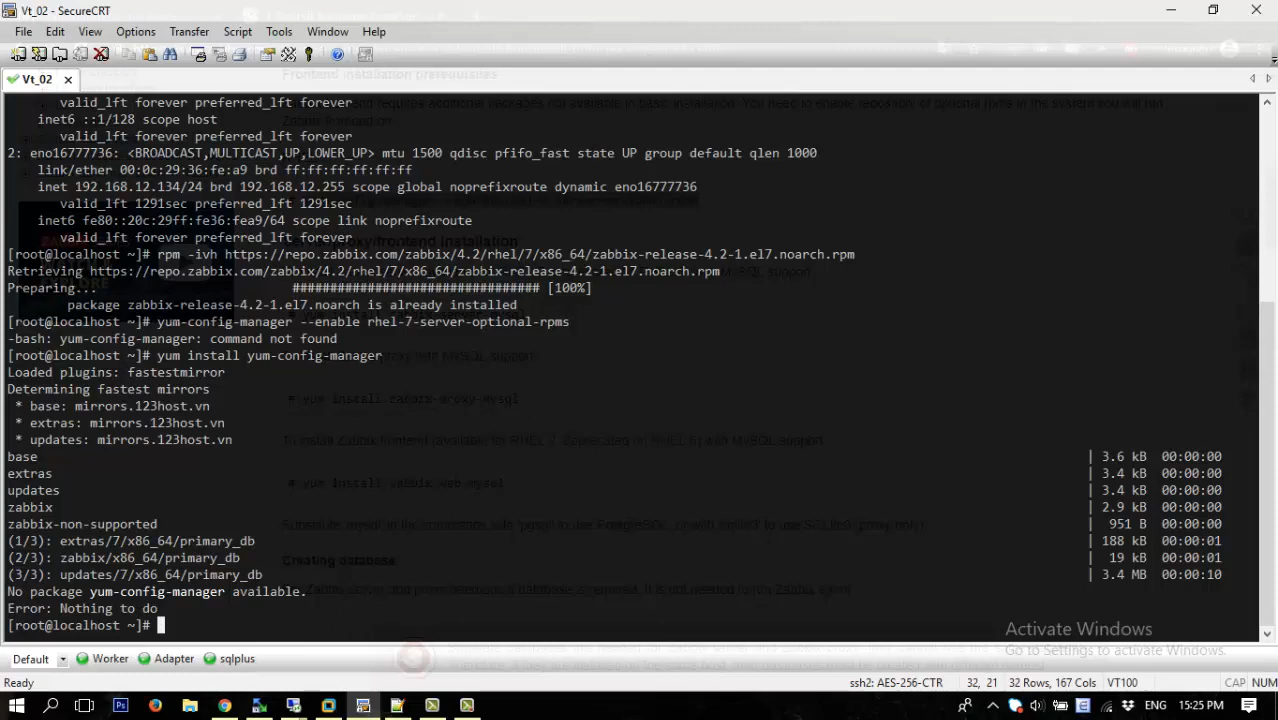 Vt_02 - SecureCRT
File Edit View Options Transfer Script Tools Window Help
Vt_02
Frontend installation prerequisites
valid_lft forever preferred_lft forever
inet6 ::1/128 scope host
valid_lft forever preferred_lft forever
2: eno16777736: <BROADCAST,MULTICAST,UP,LOWER_UP> mtu 1500 qdisc pfifo_fast state UP group default qlen 1000
link/ether 00:0c:29:36:fe:a9 brd ff:ff:ff:ff:ff:ff
inet 192.168.12.134/24 brd 192.168.12.255 scope global noprefixroute dynamic eno16777736
valid_lft 1291sec preferred_lft 1291sec
inet6 fe80::20c:29ff:fe36:fea9/64 scope link noprefixroute
valid_lft forever preferred_lft forever
[root@localhost ~]# rpm -ivh https://repo.zabbix.com/zabbix/4.2/rhel/7/x86_64/zabbix-release-4.2-1.el7.noarch.rpm
Retrieving https://repo.zabbix.com/zabbix/4.2/rhel/7/x86_64/zabbix-release-4.2-1.el7.noarch.rpm
Preparing... ################################# [100%]
package zabbix-release-4.2-1.el7.noarch is already installed
[root@localhost ~]# yum-config-manager --enable rhel-7-server-optional-rpms
-bash: yum-config-manager: command not found
[root@localhost ~]# yum install yum-config-manager
Loaded plugins: fastestmirror
Determining fastest mirrors
* base: mirrors.123host.vn
* extras: mirrors.123host.vn
* updates: mirrors.123host.vn
base | 3.6 kB 00:00:00
extras | 3.4 kB 00:00:00
updates | 3.4 kB 00:00:00
zabbix | 2.9 kB 00:00:00
zabbix-non-supported | 951 B 00:00:00
(1/3): extras/7/x86_64/primary_db | 188 kB 00:00:01
(2/3): zabbix/x86_64/primary_db | 19 kB 00:00:01
(3/3): updates/7/x86_64/primary_db | 3.4 MB 00:00:10
No package yum-config-manager available.
Error: Nothing to do
[root@localhost ~]#
Creating database
Activate Windows
Go to Settings to activate Windows.
Default Worker Adapter sqlplus
Ready ssh2: AES-256-CTR 32, 21 32 Rows, 167 Cols VT100 CAP NUM
15:25 PM